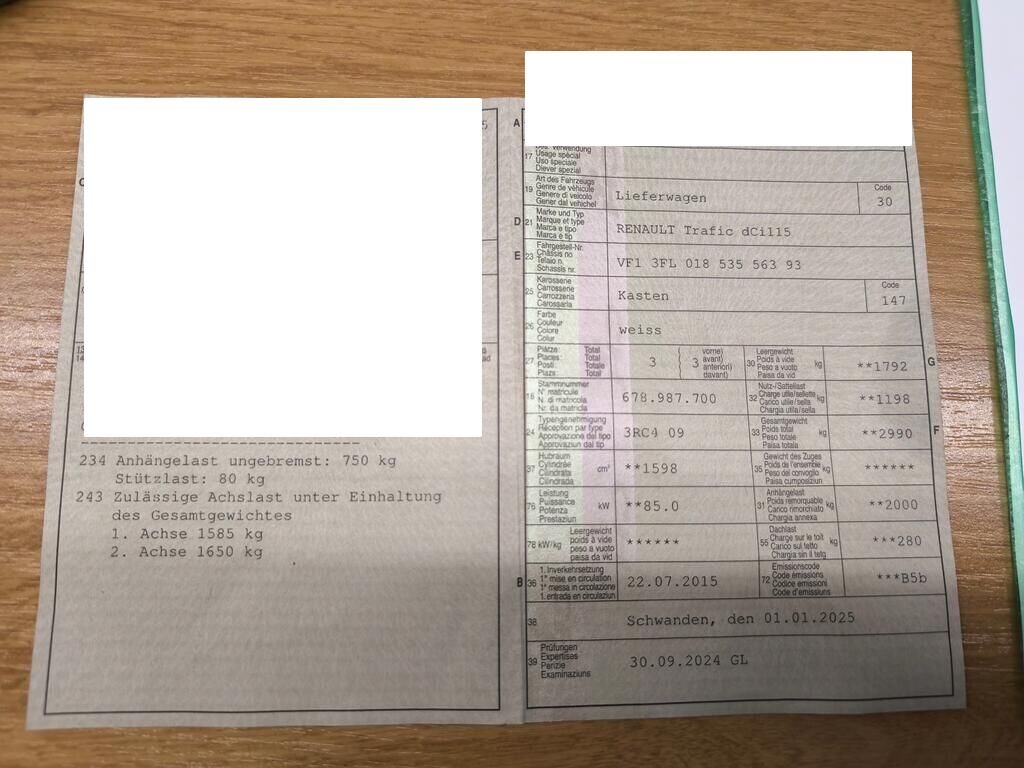 5
C
234 Anhängelast ungebremst: 750 kg
Stützlast: 80 kg
243 Zulässige Achslast unter Einhaltung
des Gesamtgewichtes
1. Achse 1585 kg
2. Achse 1650 kg
A
17 Bes. Verwendung
Usage spécial
Uso speciale
Diever spezial
19 Art des Fahrzeugs
Genre de véhicule
Genere di veicolo
Gener dal vehichel
Lieferwagen
Code
30
D 21 Marke und Typ
Marque et type
Marca e tipo
Marca e tip
RENAULT Trafic dCi115
E 23 Fahrgestell-Nr.
Châssis no
Telaio n.
Schassis nr.
VF1 3FL 018 535 563 93
25 Karosserie
Carrosserie
Carrozzeria
Carossaria
Kasten
Code
147
26 Farbe
Couleur
Colore
Colur
weiss
27 Plätze: Total
Places: Total
Posti: Totale
Plazs: Total
3 ( 3 vorne)
avant)
anteriori)
davant)
30 Leergewicht
Poids à vide
Peso a vuoto
Paisa da vid
kg
**1792
G
18 Stammnummer
N° matricule
N. di matricola
Nr. da matricla
678.987.700
32 Nutz-/Sattellast
Charge utile/sellette
Carico utile/sella
Chargia utila/sella
kg
**1198
24 Typengenehmigung
Réception par type
Approvazione del tipo
Approvaziun dal tip
3RC4 09
33 Gesamtgewicht
Poids total
Peso totale
Paisa totala
kg
**2990
F
37 Hubraum
Cylindrée
Cilindrata
Cilindrada
cm³
**1598
35 Gewicht des Zuges
Poids de l'ensemble
Peso del convoglio
Paisa cumposiziun
kg
******
76 Leistung
Puissance
Potenza
Prestaziun
kW
**85.0
31 Anhängelast
Poids remorquable
Carico rimorchiato
Chargia annexa
kg
**2000
78 kW/kg
Leergewicht
poids à vide
peso a vuoto
paisa da vid
******
55 Dachlast
Charge sur le toit
Carico sul tetto
Chargia sin il tetg
kg
***280
B 36 1. Inverkehrsetzung
1re mise en circulation
1a messa in circolazione
1. entrada en circulaziun
22.07.2015
72 Emissionscode
Code émissions
Codice emissioni
Code d'emissiuns
***B5b
38
Schwanden, den 01.01.2025
39 Prüfungen
Expertises
Perizie
Examinaziuns
30.09.2024 GL